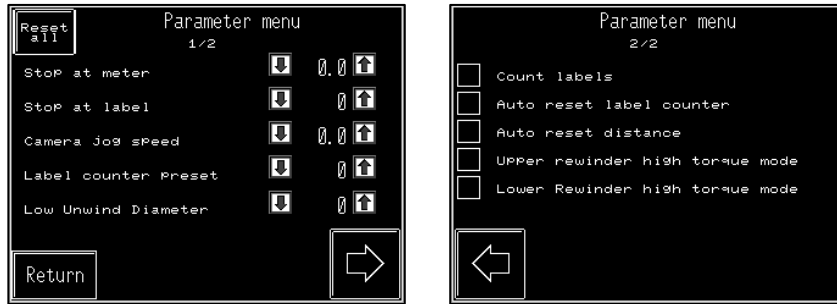 Reset all
Parameter menu
1/2
Stop at meter 0.0
Stop at label 0
Camera jog speed 0.0
Label counter preset 0
Low Unwind Diameter 0
Return
Parameter menu
2/2
Count labels
Auto reset label counter
Auto reset distance
Upper rewinder high torque mode
Lower Rewinder high torque mode